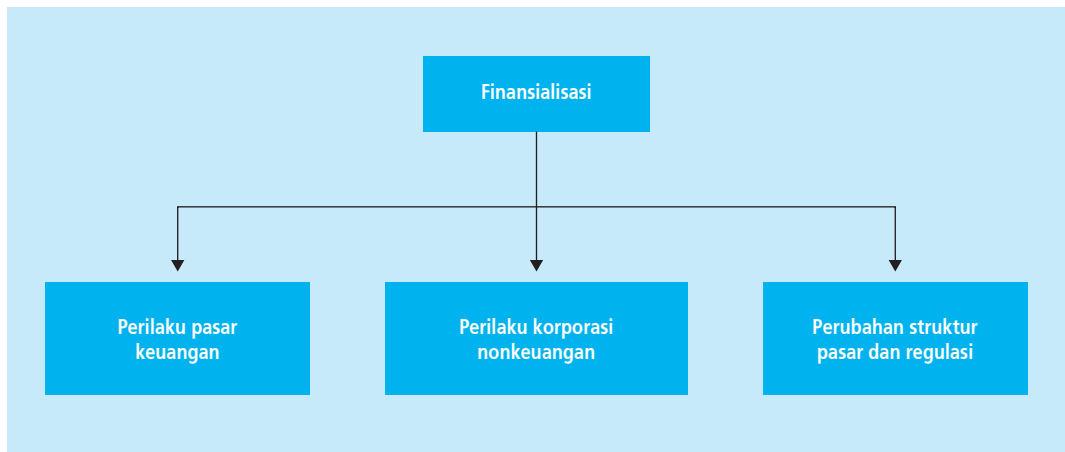 Finansialisasi
Perilaku pasar
keuangan
Perilaku korporasi
nonkeuangan
Perubahan struktur
pasar dan regulasi